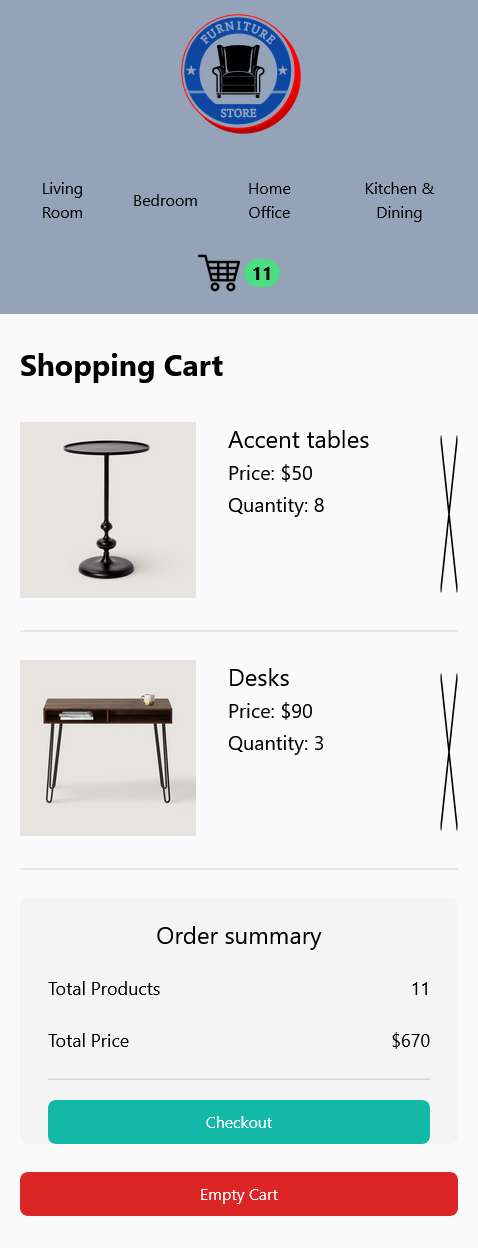 FURNITURE
STORE
Living
Room
Bedroom
Home
Office
Kitchen &
Dining
11
Shopping Cart
Accent tables
Price: $50
Quantity: 8
Desks
Price: $90
Quantity: 3
Order summary
Total Products 11
Total Price $670
Checkout
Empty Cart